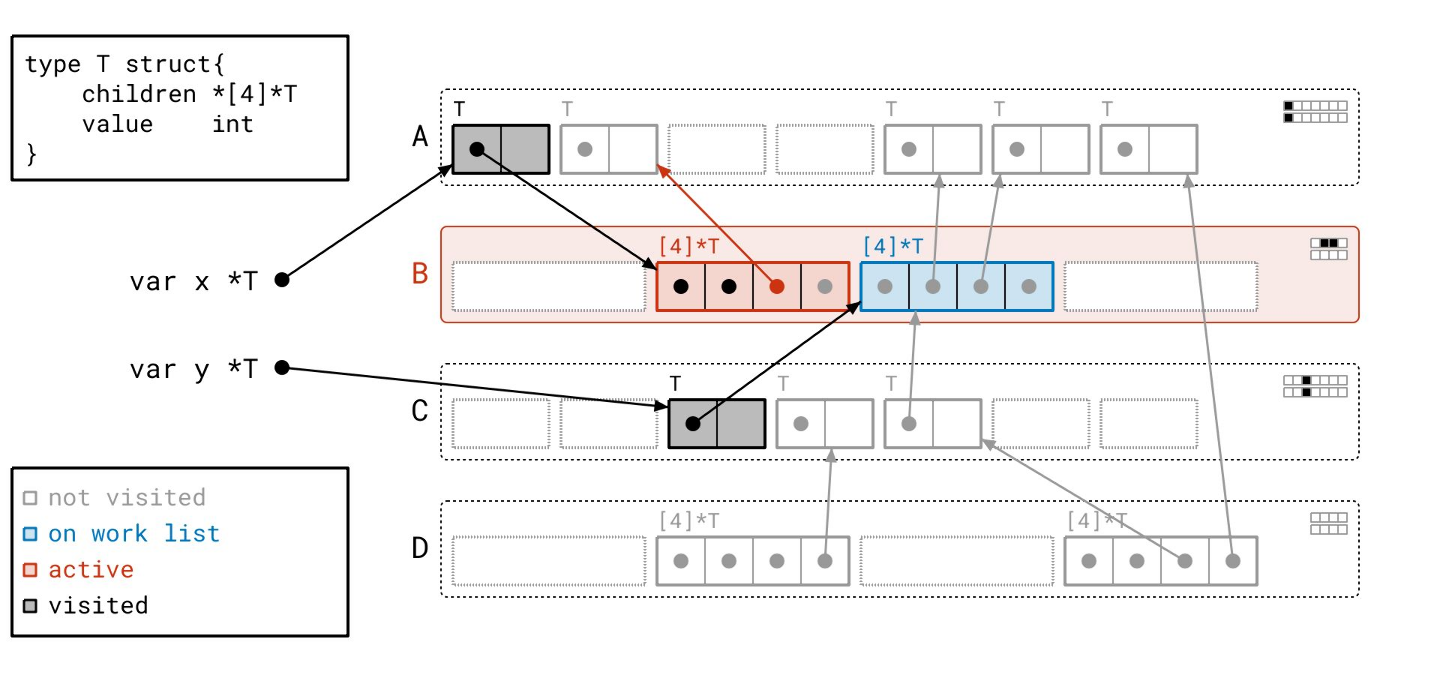 type T struct{
    children *[4]*T
    value    int
}
T T T T T
A
var x *T
[4]*T [4]*T
B
var y *T
T T T
C
not visited
on work list
active
visited
[4]*T [4]*T
D